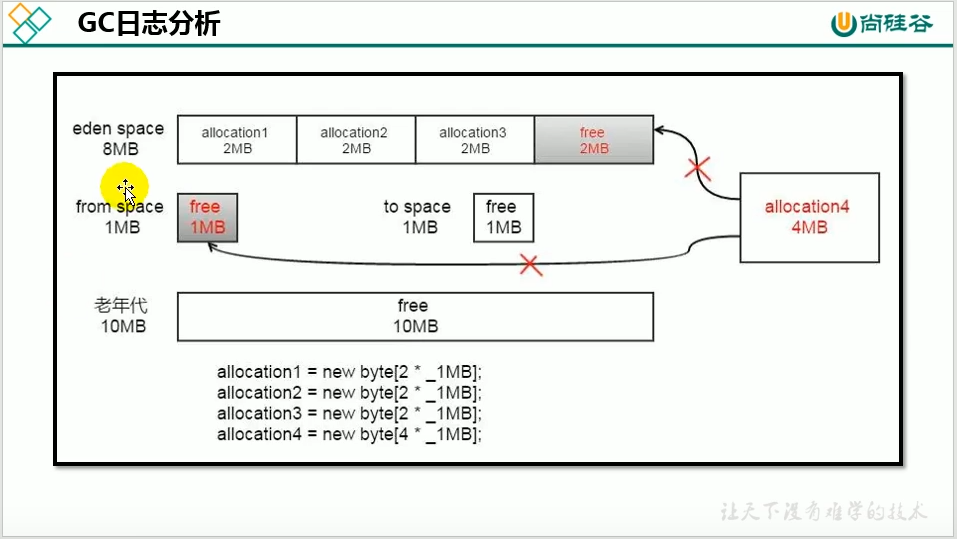 GC日志分析
尚硅谷
eden space
8MB
allocation1
2MB
allocation2
2MB
allocation3
2MB
free
2MB
from space
1MB
free
1MB
to space
1MB
free
1MB
allocation4
4MB
老年代
10MB
free
10MB
allocation1 = new byte[2 * _1MB];
allocation2 = new byte[2 * _1MB];
allocation3 = new byte[2 * _1MB];
allocation4 = new byte[4 * _1MB];
让天下没有难学的技术